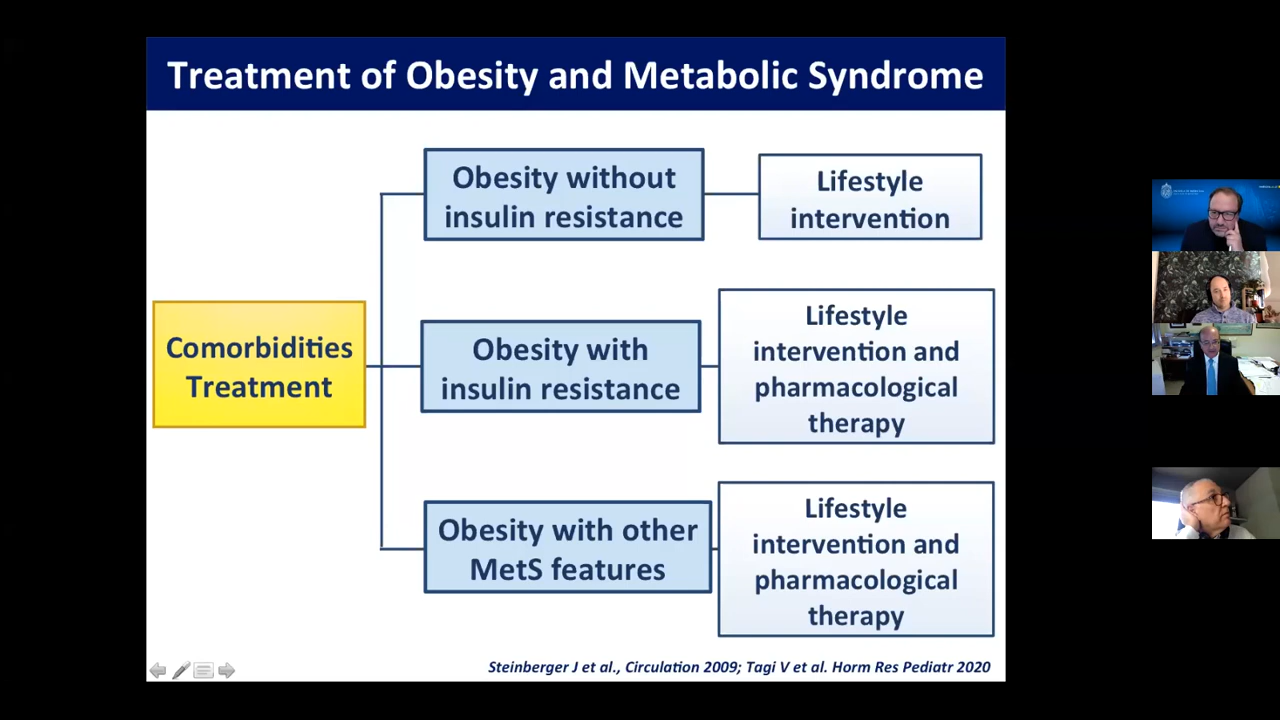 Treatment of Obesity and Metabolic Syndrome
Comorbidities
Treatment
Obesity without
insulin resistance
Lifestyle
intervention
Obesity with
insulin resistance
Lifestyle
intervention and
pharmacological
therapy
Obesity with other
MetS features
Lifestyle
intervention and
pharmacological
therapy
Steinberger J et al., Circulation 2009; Tagi V et al. Horm Res Pediatr 2020